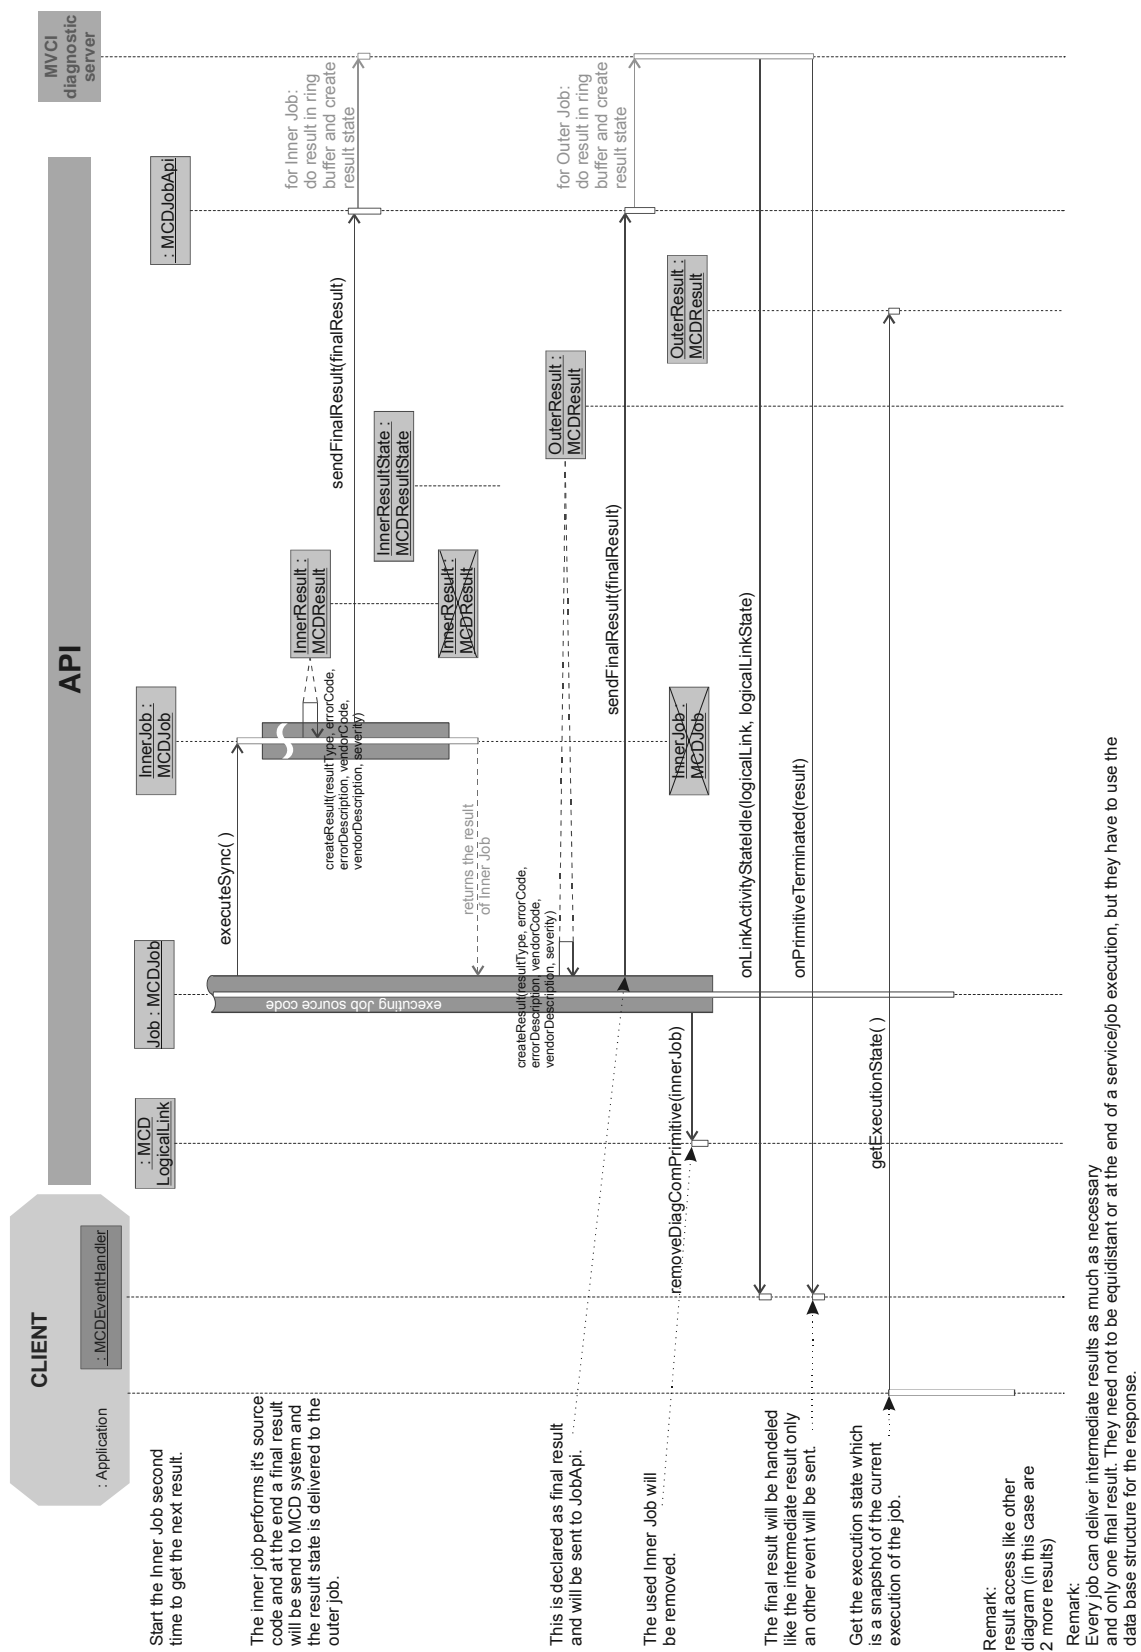 CLIENT
: Application
: MCDEventHandler
API
MVCI
diagnostic
server
: MCD
LogicalLink
Job : MCDJob
InnerJob :
MCDJob
: MCDJobApi
Start the Inner Job second
time to get the next result.
executeSync( )
executing Job source code
The inner job performs it's source
code and at the end a final result
will be send to MCD system and
the result state is delivered to the
outer job.
InnerResult :
MCDResult
createResult(resultType, errorCode,
errorDescription, vendorCode,
vendorDescription, severity)
sendFinalResult(finalResult)
for Inner Job:
do result in ring
buffer and create
result state
InnerResultState :
MCDResultState
InnerResult :
MCDResult
returns the result
of Inner Job
OuterResult :
MCDResult
createResult(resultType, errorCode,
errorDescription, vendorCode,
vendorDescription, severity)
This is declared as final result
and will be sent to JobApi.
sendFinalResult(finalResult)
for Outer Job:
do result in ring
buffer and create
result state
The used Inner Job will
be removed.
removeDiagComPrimitive(innerJob)
InnerJob :
MCDJob
OuterResult :
MCDResult
onLinkActivityStateIdle(logicalLink, logicalLinkState)
The final result will be handeled
like the intermediate result only
an other event will be sent.
onPrimitiveTerminated(result)
Get the execution state which
is a snapshot of the current
execution of the job.
getExecutionState( )
Remark:
result access like other
diagram (in this case are
2 more results)
Remark:
Every job can deliver intermediate results as much as necessary
and only one final result. They need not to be equidistant or at the end of a service/job execution, but they have to use the
data base structure for the response.